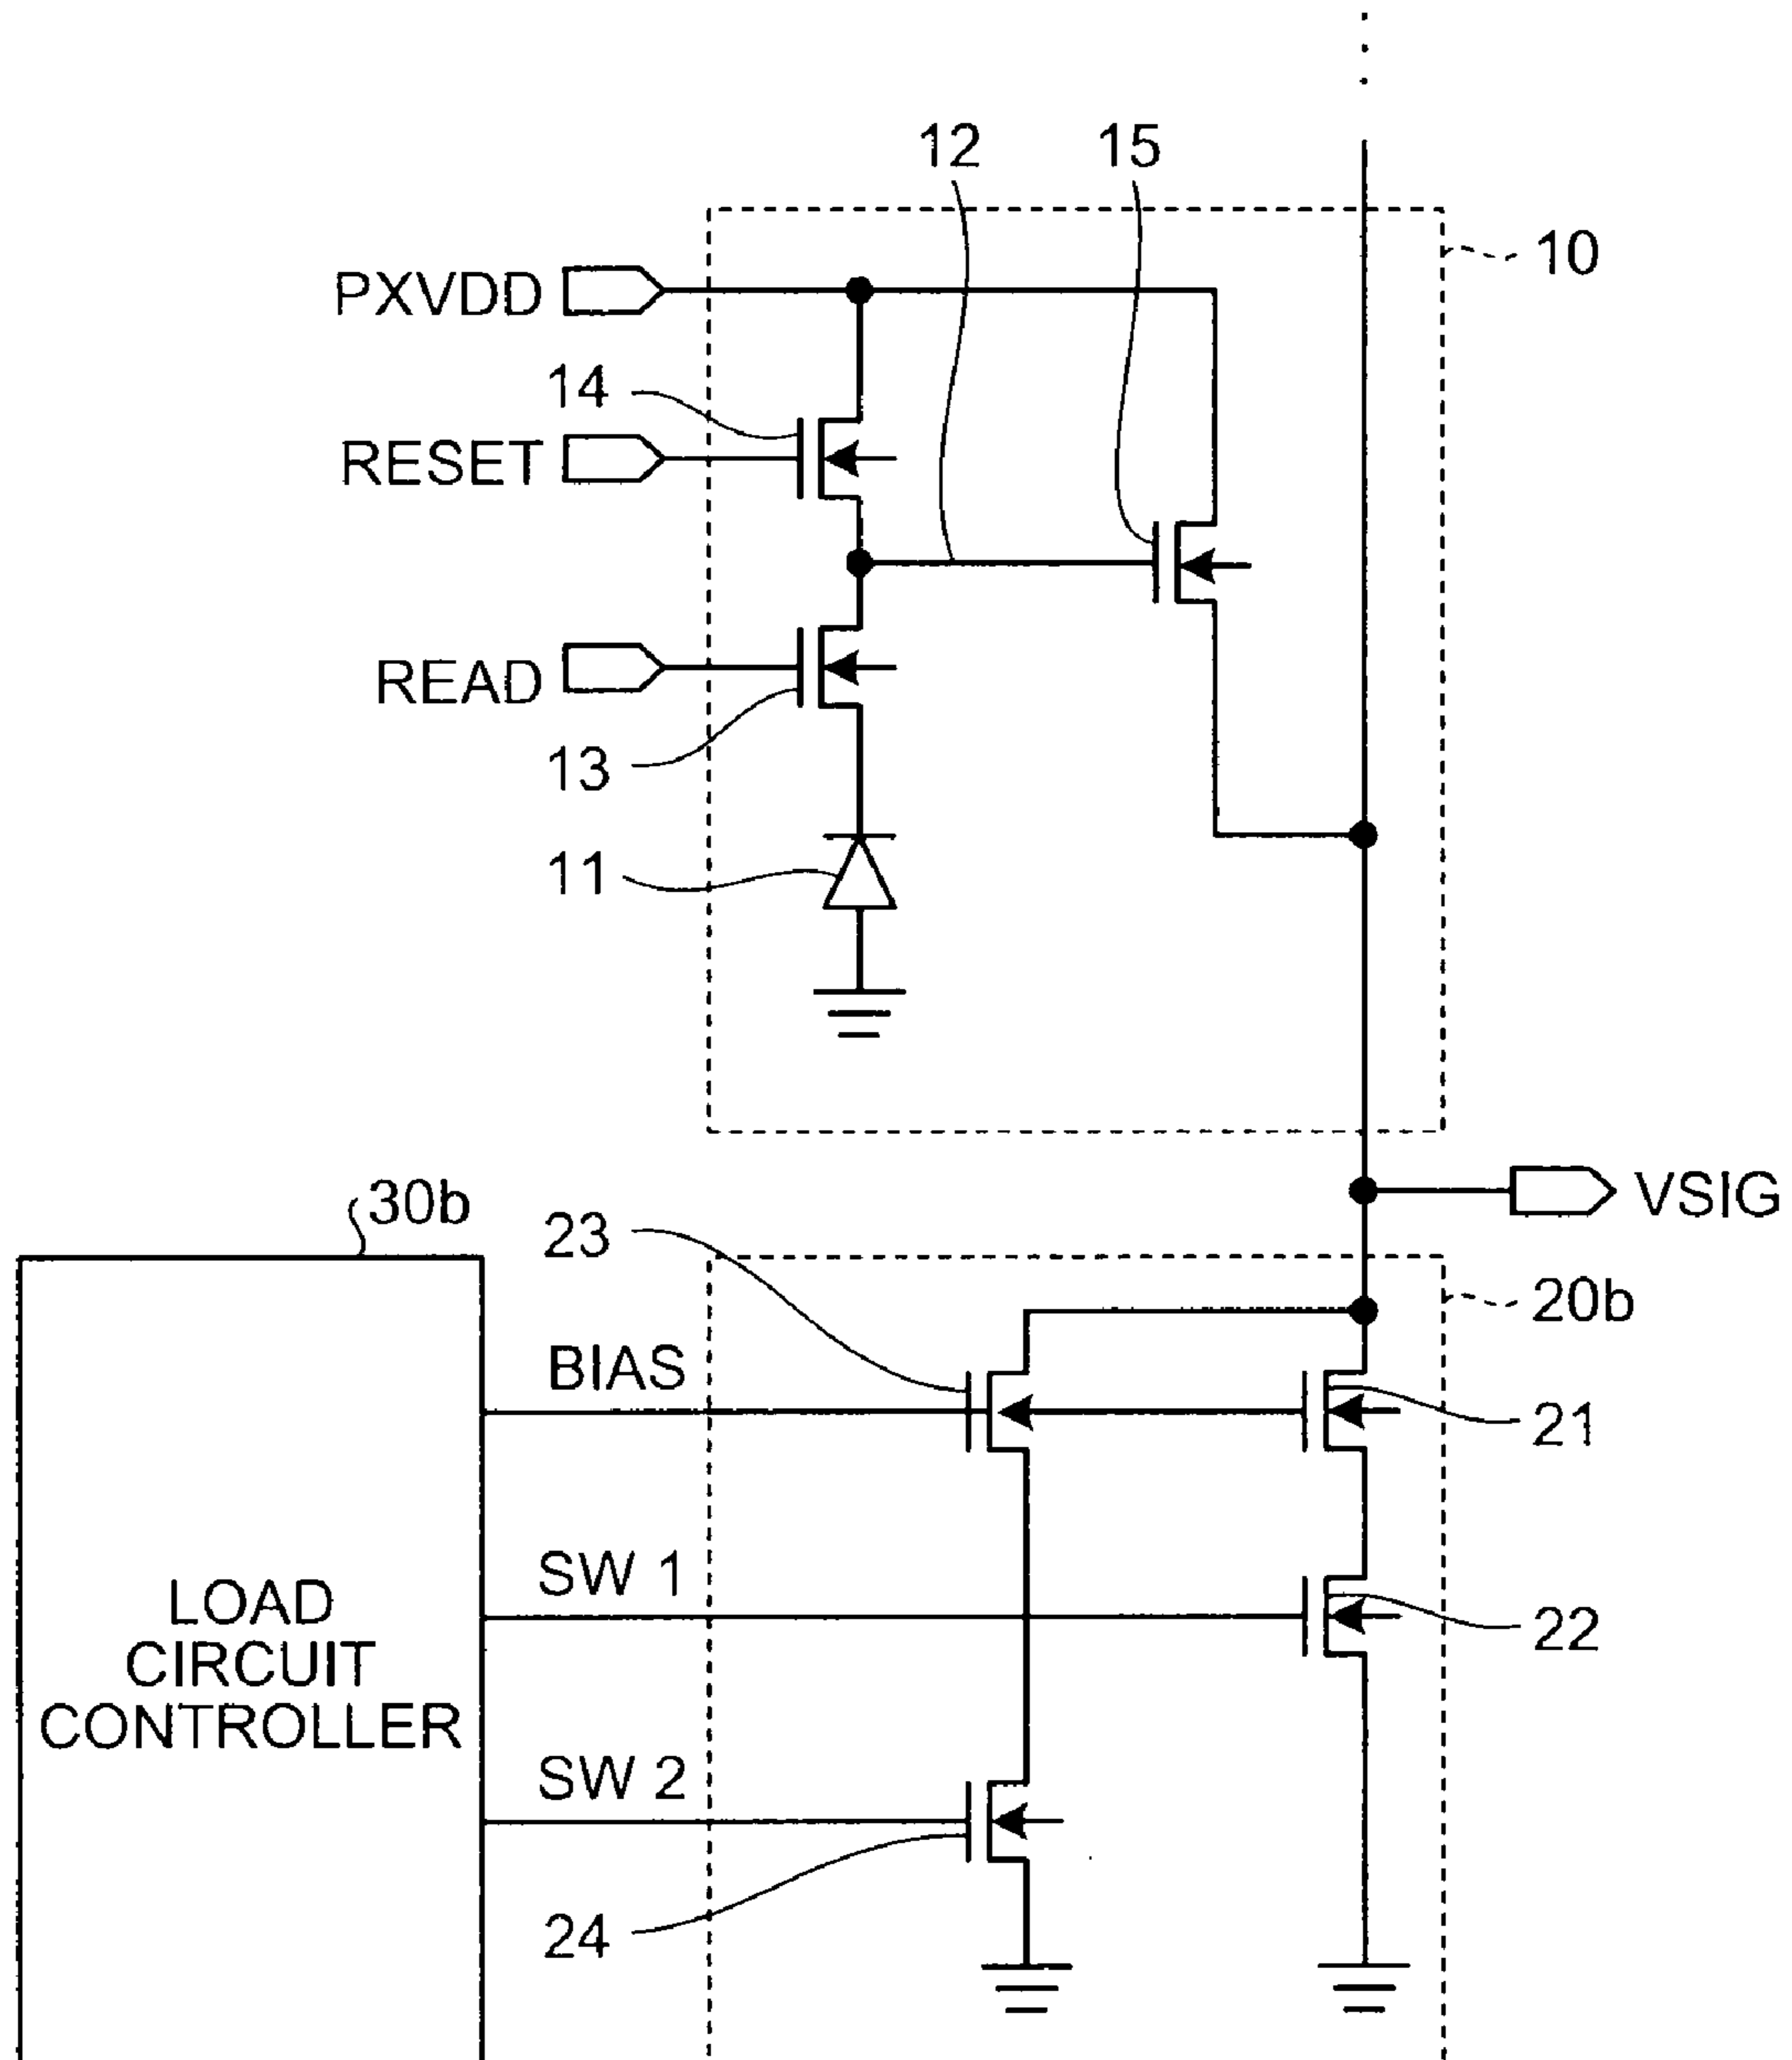 12
15
10
PXVDD
14
RESET
READ
13
11
30b
23
VSIG
20b
BIAS
21
SW 1
22
LOAD
CIRCUIT
CONTROLLER
SW 2
24